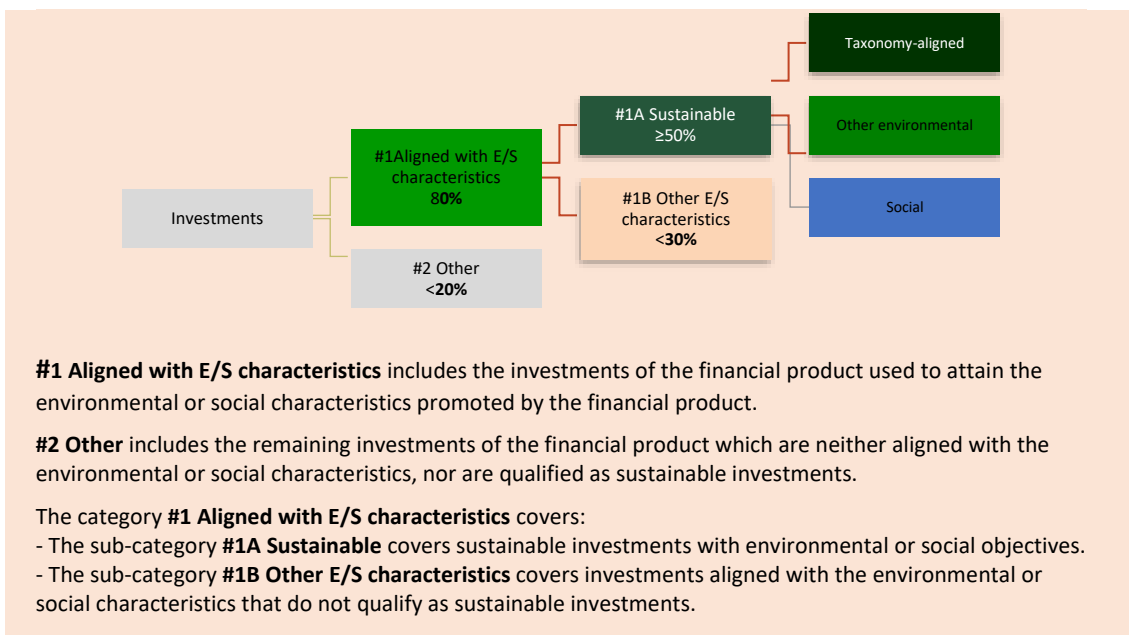 Taxonomy-aligned
#1A Sustainable
≥50%
Other environmental
#1Aligned with E/S
characteristics
80%
#1B Other E/S
characteristics
<30%
Social
Investments
#2 Other
<20%
#1 Aligned with E/S characteristics includes the investments of the financial product used to attain the
environmental or social characteristics promoted by the financial product.
#2 Other includes the remaining investments of the financial product which are neither aligned with the
environmental or social characteristics, nor are qualified as sustainable investments.
The category #1 Aligned with E/S characteristics covers:
- The sub-category #1A Sustainable covers sustainable investments with environmental or social objectives.
- The sub-category #1B Other E/S characteristics covers investments aligned with the environmental or
social characteristics that do not qualify as sustainable investments.